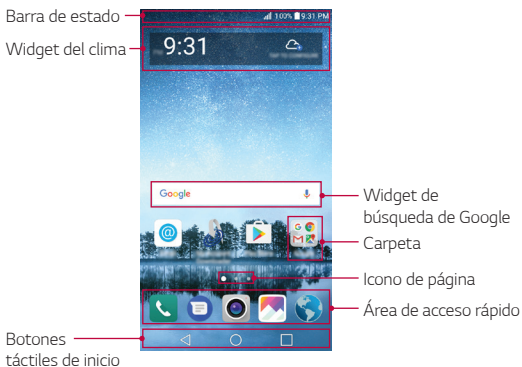 Barra de estado
100% 9:31 PM
Widget del clima
9:31
Google
Widget de
búsqueda de Google
Carpeta
Icono de página
Área de acceso rápido
Botones
táctiles de inicio